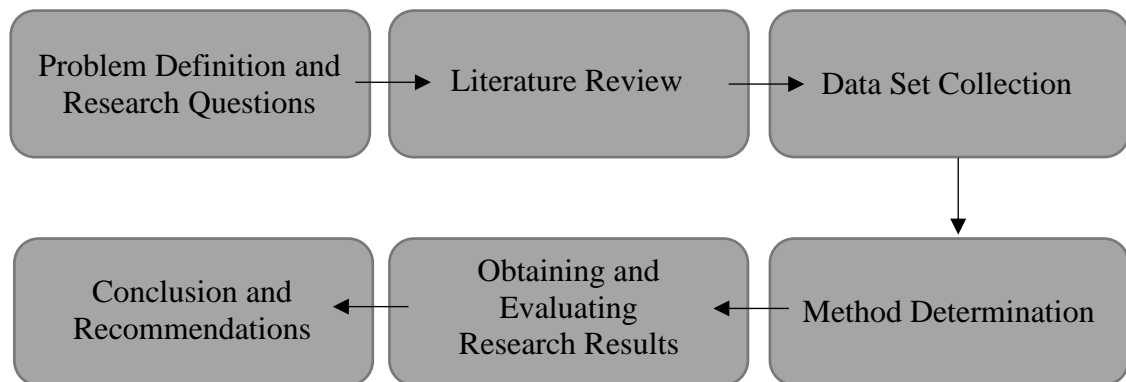 Problem Definition and
Research Questions
Literature Review
Data Set Collection
Method Determination
Obtaining and
Evaluating
Research Results
Conclusion and
Recommendations